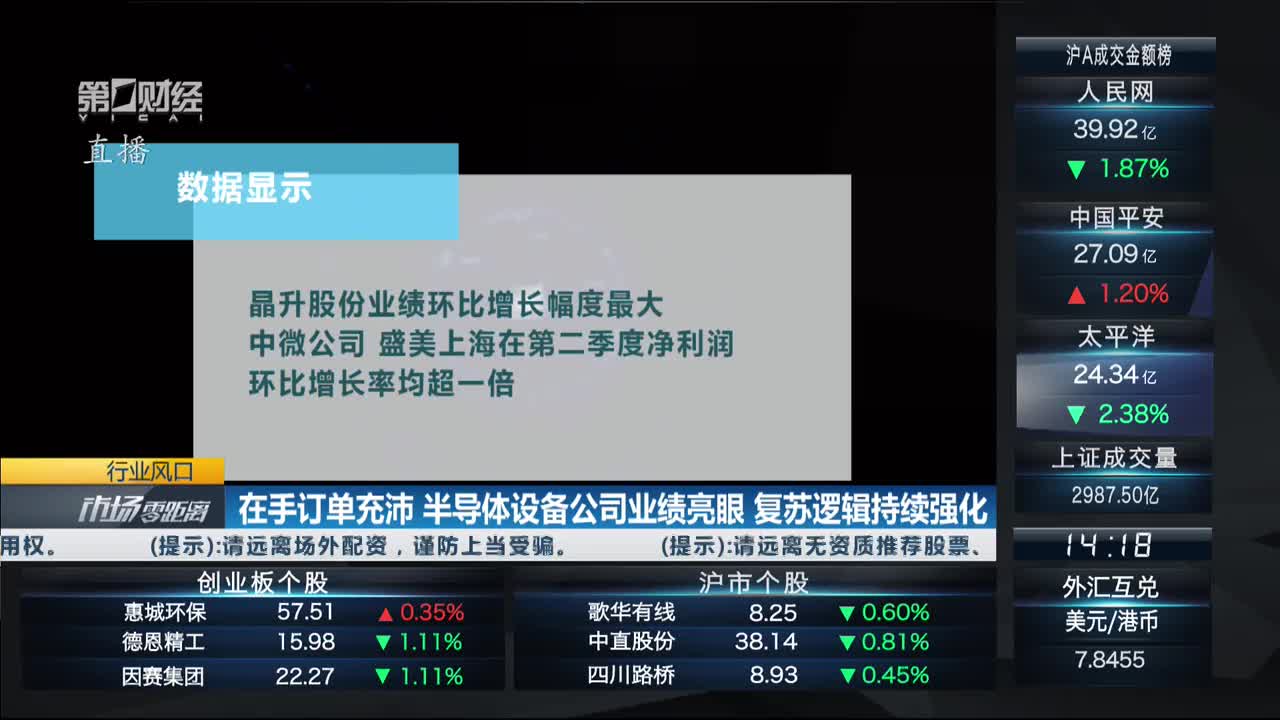 第一财经
YICAI
直播
数据显示
晶升股份业绩环比增长幅度最大
中微公司 盛美上海在第二季度净利润
环比增长率均超一倍
行业风口
市场零距离
在手订单充沛 半导体设备公司业绩亮眼 复苏逻辑持续强化
用权。 (提示):请远离场外配资，谨防上当受骗。 (提示):请远离无资质推荐股票、
创业板个股
惠城环保 57.51 ▲0.35%
德恩精工 15.98 ▼1.11%
因赛集团 22.27 ▼1.11%
沪市个股
歌华有线 8.25 ▼0.60%
中直股份 38.14 ▼0.81%
四川路桥 8.93 ▼0.45%
沪A成交金额榜
人民网
39.92亿
▼ 1.87%
中国平安
27.09亿
▲ 1.20%
太平洋
24.34亿
▼ 2.38%
上证成交量
2987.50亿
14:18
外汇互兑
美元/港币
7.8455